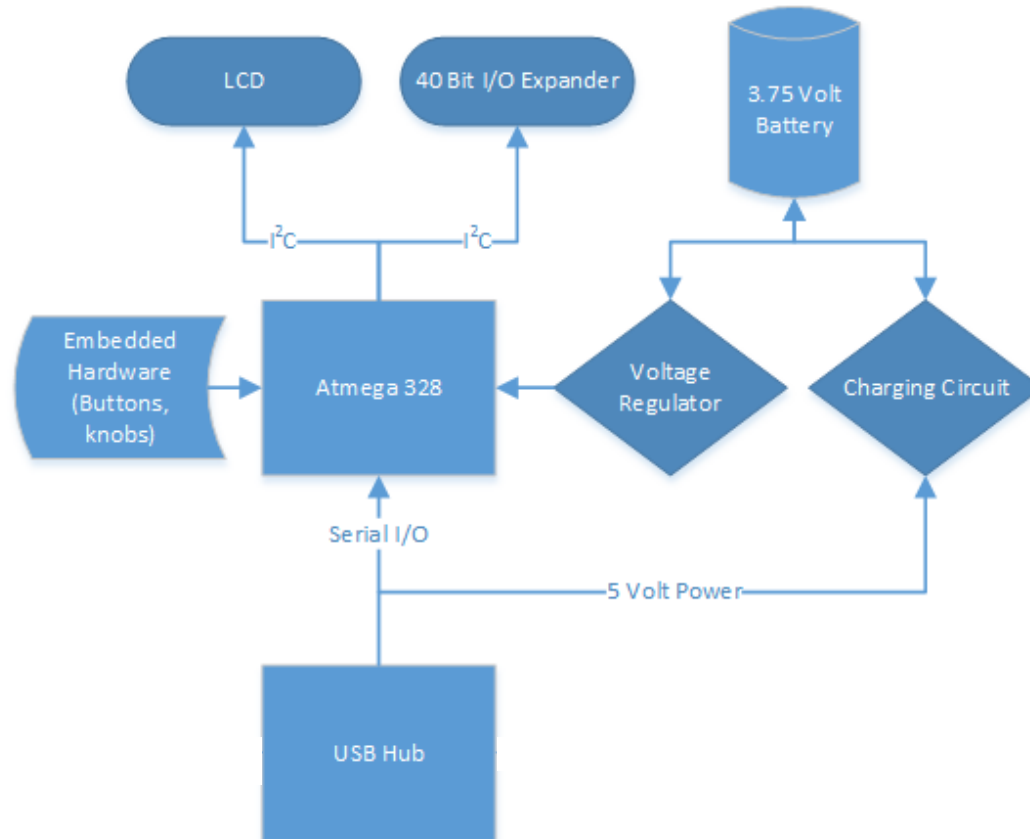 LCD
40 Bit I/O Expander
3.75 Volt
Battery
I²C
I²C
Embedded
Hardware
(Buttons,
knobs)
Atmega 328
Voltage
Regulator
Charging Circuit
Serial I/O
5 Volt Power
USB Hub